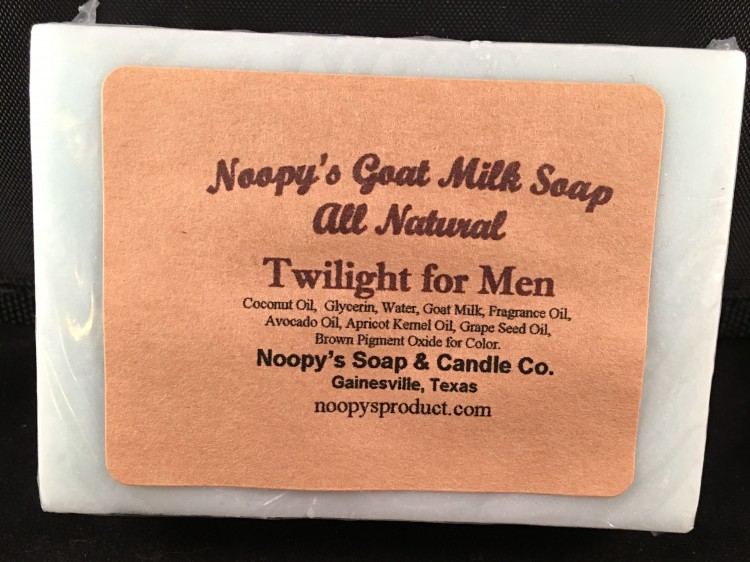 Noopy's Goat Milk Soap
All Natural
Twilight for Men
Coconut Oil, Glycerin, Water, Goat Milk, Fragrance Oil,
Avocado Oil, Apricot Kernel Oil, Grape Seed Oil,
Brown Pigment Oxide for Color.
Noopy's Soap & Candle Co.
Gainesville, Texas
noopysproduct.com